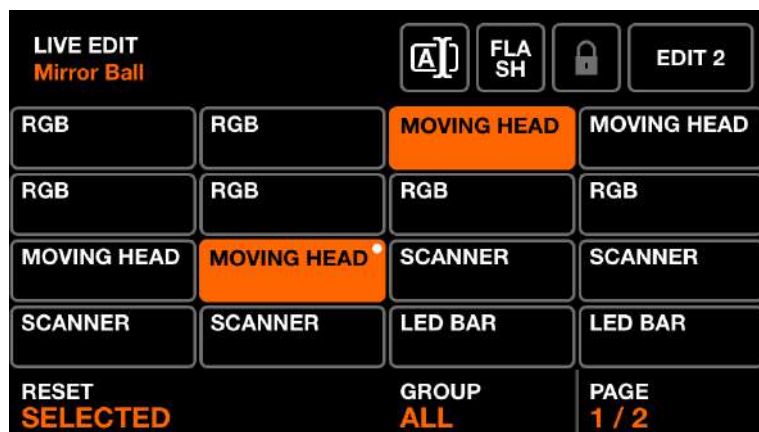 LIVE EDIT
Mirror Ball
A
FLA
SH
EDIT 2
RGB RGB MOVING HEAD MOVING HEAD
RGB RGB RGB RGB
MOVING HEAD MOVING HEAD SCANNER SCANNER
SCANNER SCANNER LED BAR LED BAR
RESET GROUP PAGE
SELECTED ALL 1 / 2